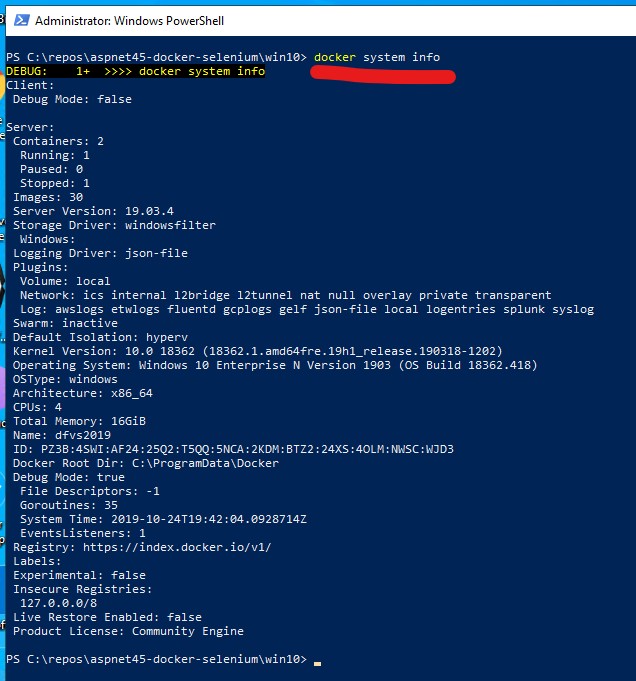 Administrator: Windows PowerShell
PS C:\repos\aspnet45-docker-selenium\win10> docker system info
DEBUG:    1+  >>>> docker system info
Client:
 Debug Mode: false
Server:
 Containers: 2
  Running: 1
  Paused: 0
  Stopped: 1
 Images: 30
 Server Version: 19.03.4
 Storage Driver: windowsfilter
  Windows:
 Logging Driver: json-file
 Plugins:
  Volume: local
  Network: ics internal l2bridge l2tunnel nat null overlay private transparent
  Log: awslogs etwlogs fluentd gcplogs gelf json-file local logentries splunk syslog
 Swarm: inactive
 Default Isolation: hyperv
 Kernel Version: 10.0 18362 (18362.1.amd64fre.19h1_release.190318-1202)
 Operating System: Windows 10 Enterprise N Version 1903 (OS Build 18362.418)
 OSType: windows
 Architecture: x86_64
 CPUs: 4
 Total Memory: 16GiB
 Name: dfvs2019
 ID: PZ3B:4SWI:AF24:25Q2:T5QQ:5NCA:2KDM:BTZ2:24XS:4OLM:NWSC:WJD3
 Docker Root Dir: C:\ProgramData\Docker
 Debug Mode: true
  File Descriptors: -1
  Goroutines: 35
  System Time: 2019-10-24T19:42:04.0928714Z
  EventsListeners: 1
 Registry: https://index.docker.io/v1/
 Labels:
 Experimental: false
 Insecure Registries:
  127.0.0.0/8
 Live Restore Enabled: false
 Product License: Community Engine
PS C:\repos\aspnet45-docker-selenium\win10>